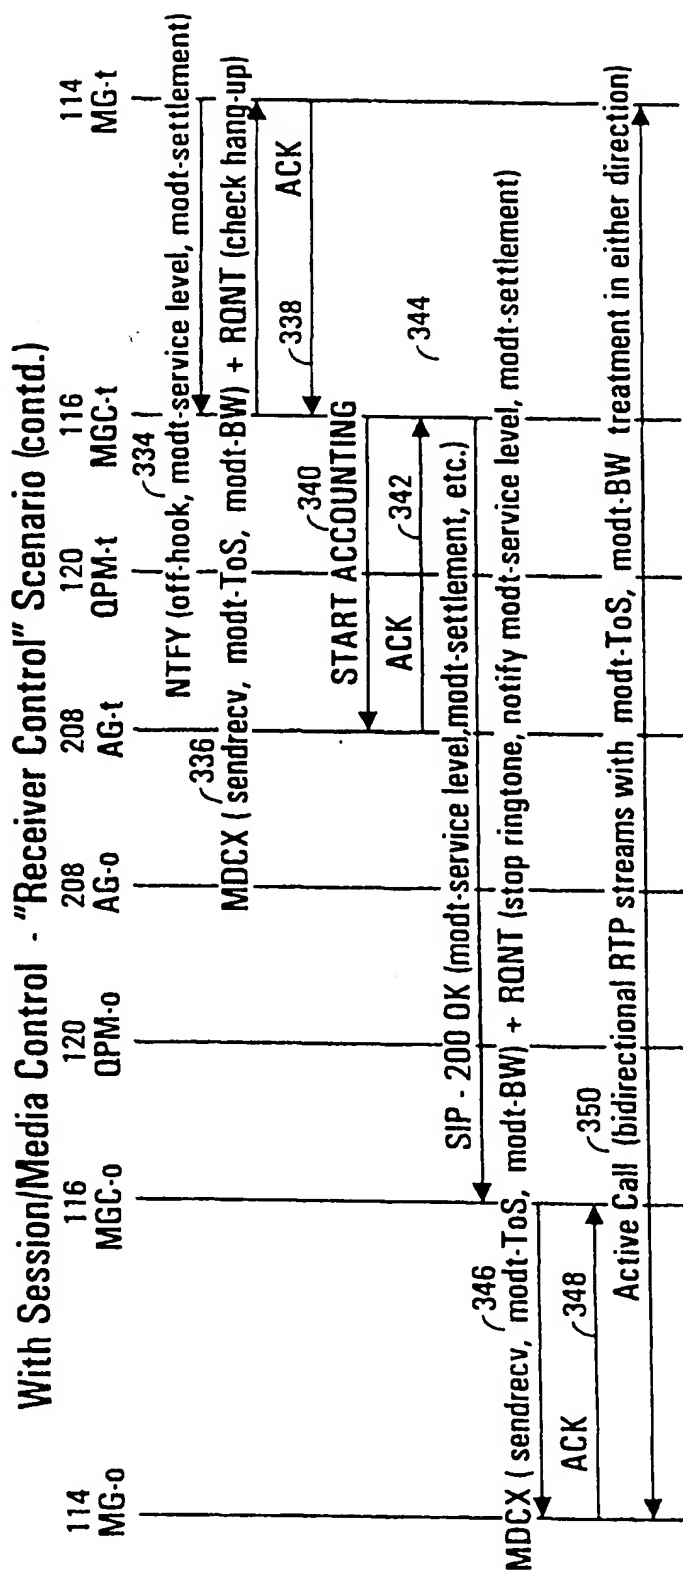 With Session/Media Control - "Receiver Control" Scenario (contd.)
114 116 120 208 208 120 116 114
MG-o MGC-o QPM-o AG-o AG-t QPM-t MGC-t MG-t
334
NTFY (off-hook, modt-service level, modt-settlement)
336
MDCX ( sendrecv, modt-ToS, modt-BW) + RQNT (check hang-up)
338
ACK
340
START ACCOUNTING
342
ACK
344
SIP - 200 OK (modt-service level,modt-settlement, etc.)
346
MDCX ( sendrecv, modt-ToS, modt-BW) + RQNT (stop ringtone, notify modt-service level, modt-settlement)
348
ACK
350
Active Call (bidirectional RTP streams with modt-ToS, modt-BW treatment in either direction)